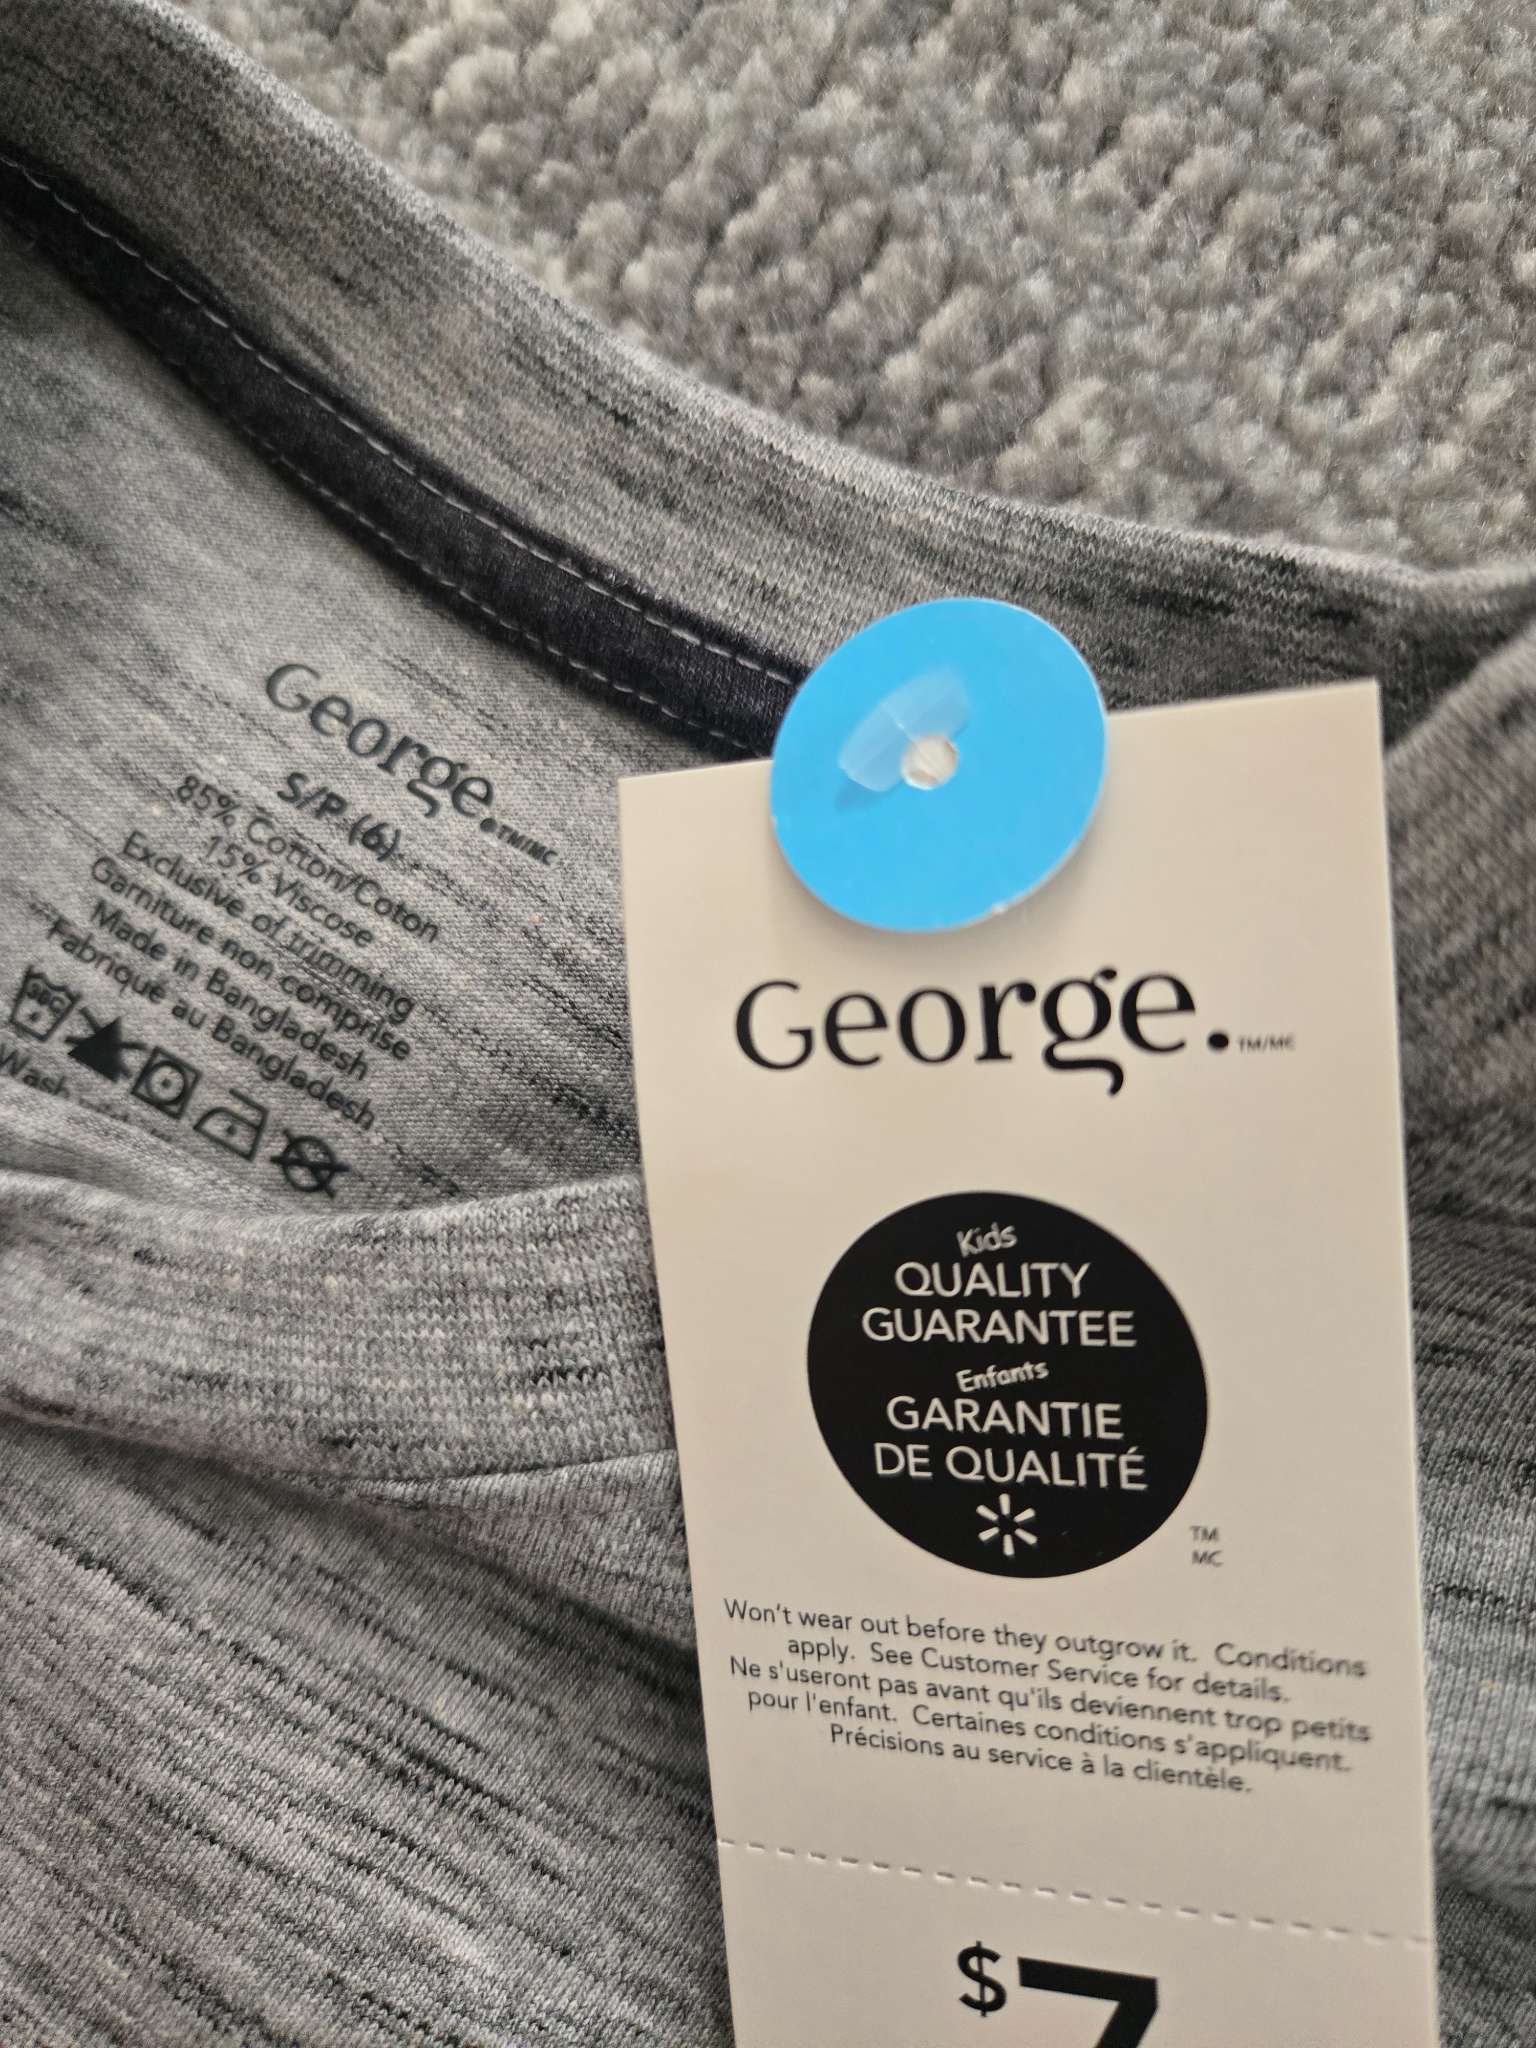 George.TM/MC
S/P (6)
85% Cotton/Coton
15% Viscose
Exclusive of trimming
Garniture non comprise
Made in Bangladesh
Fabriqué au Bangladesh
Wash
George.TM/MC
Kids
QUALITY
GUARANTEE
Enfants
GARANTIE
DE QUALITÉ
TM
MC
Won't wear out before they outgrow it. Conditions
apply. See Customer Service for details.
Ne s'useront pas avant qu'ils deviennent trop petits
pour l'enfant. Certaines conditions s'appliquent.
Précisions au service à la clientèle.
$7